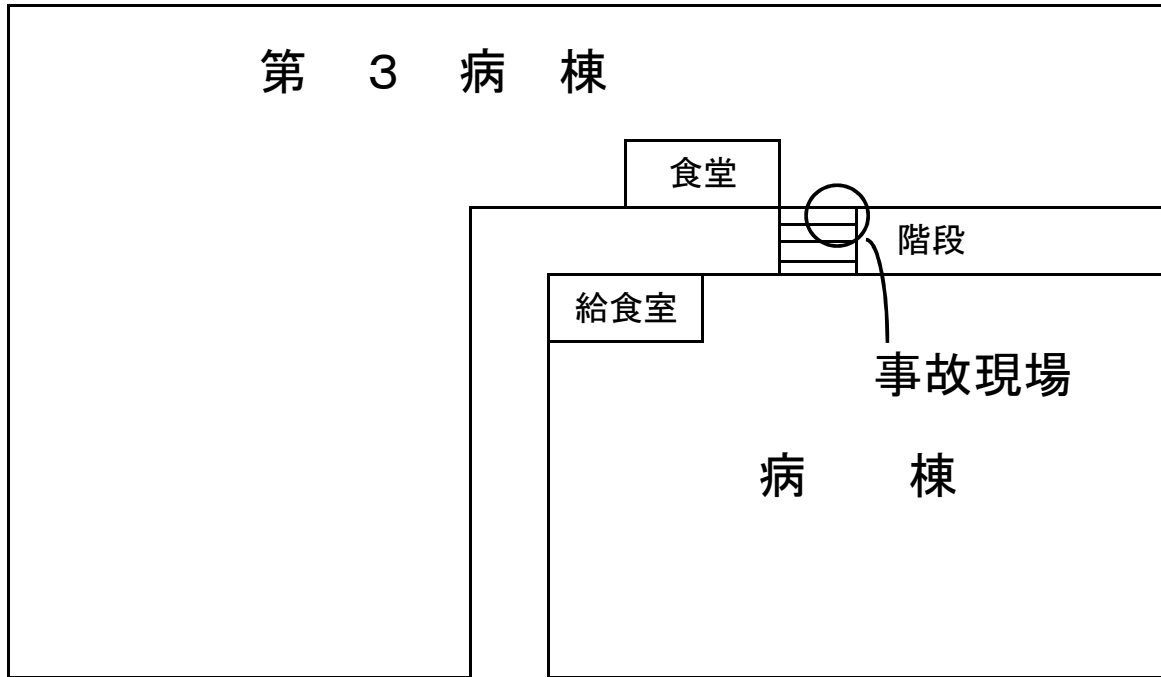 第　３　病　棟
食堂
階段
給食室
事故現場
病　　棟